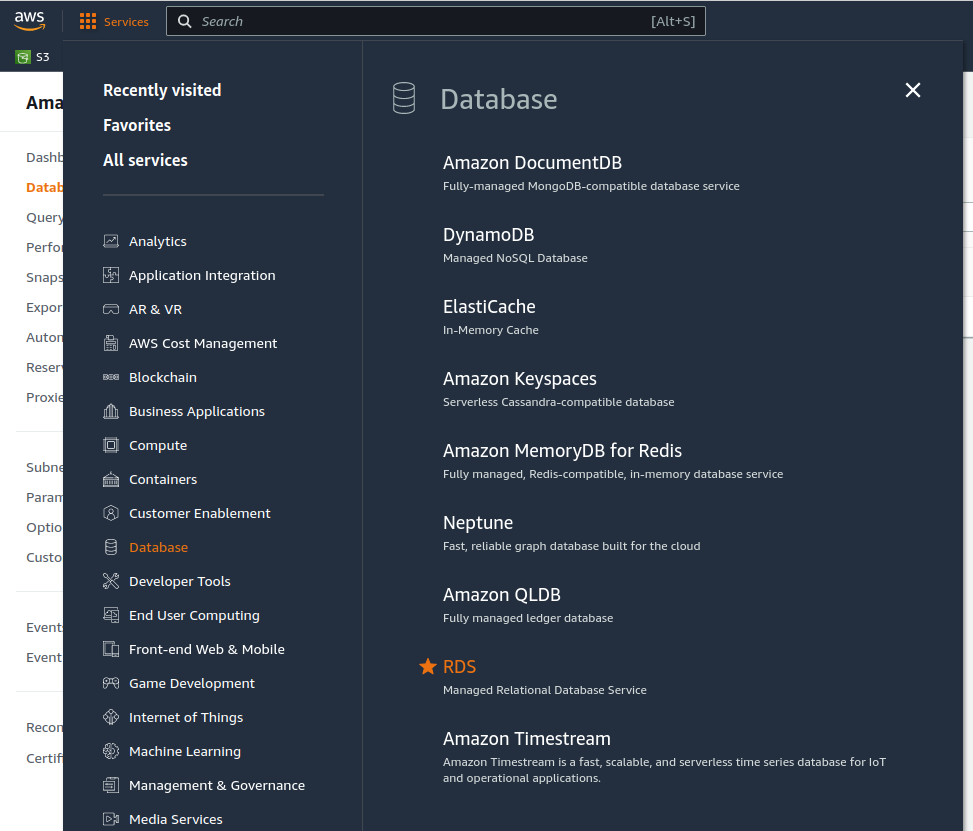 aws
Services
Search
[Alt+S]
S3
Recently visited
Favorites
All services
Analytics
Application Integration
AR & VR
AWS Cost Management
Blockchain
Business Applications
Compute
Containers
Customer Enablement
Database
Developer Tools
End User Computing
Front-end Web & Mobile
Game Development
Internet of Things
Machine Learning
Management & Governance
Media Services
Database
Amazon DocumentDB
Fully-managed MongoDB-compatible database service
DynamoDB
Managed NoSQL Database
ElastiCache
In-Memory Cache
Amazon Keyspaces
Serverless Cassandra-compatible database
Amazon MemoryDB for Redis
Fully managed, Redis-compatible, in-memory database service
Neptune
Fast, reliable graph database built for the cloud
Amazon QLDB
Fully managed ledger database
RDS
Managed Relational Database Service
Amazon Timestream
Amazon Timestream is a fast, scalable, and serverless time series database for IoT
and operational applications.
Ama
Dashb
Datab
Query
Perfor
Snaps
Expor
Auton
Reserv
Proxie
Subne
Param
Optio
Custo
Event
Event
Recon
Certif